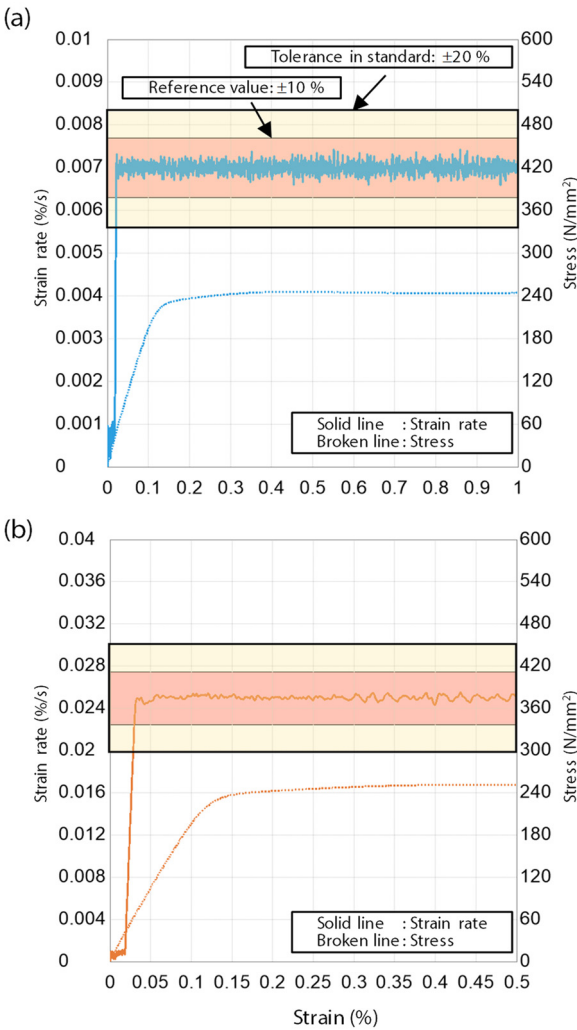 (a)
0.01
0.009
0.008
0.007
0.006
0.005
0.004
0.003
0.002
0.001
0
Strain rate (%/s)
Tolerance in standard: ±20 %
Reference value: ±10 %
600
540
480
420
360
300
240
180
120
60
0
Stress (N/mm²)
Solid line : Strain rate
Broken line : Stress
0 0.1 0.2 0.3 0.4 0.5 0.6 0.7 0.8 0.9 1
(b)
0.04
0.036
0.032
0.028
0.024
0.02
0.016
0.012
0.008
0.004
0
Strain rate (%/s)
600
540
480
420
360
300
240
180
120
60
0
Stress (N/mm²)
Solid line : Strain rate
Broken line : Stress
0 0.05 0.1 0.15 0.2 0.25 0.3 0.35 0.4 0.45 0.5
Strain (%)